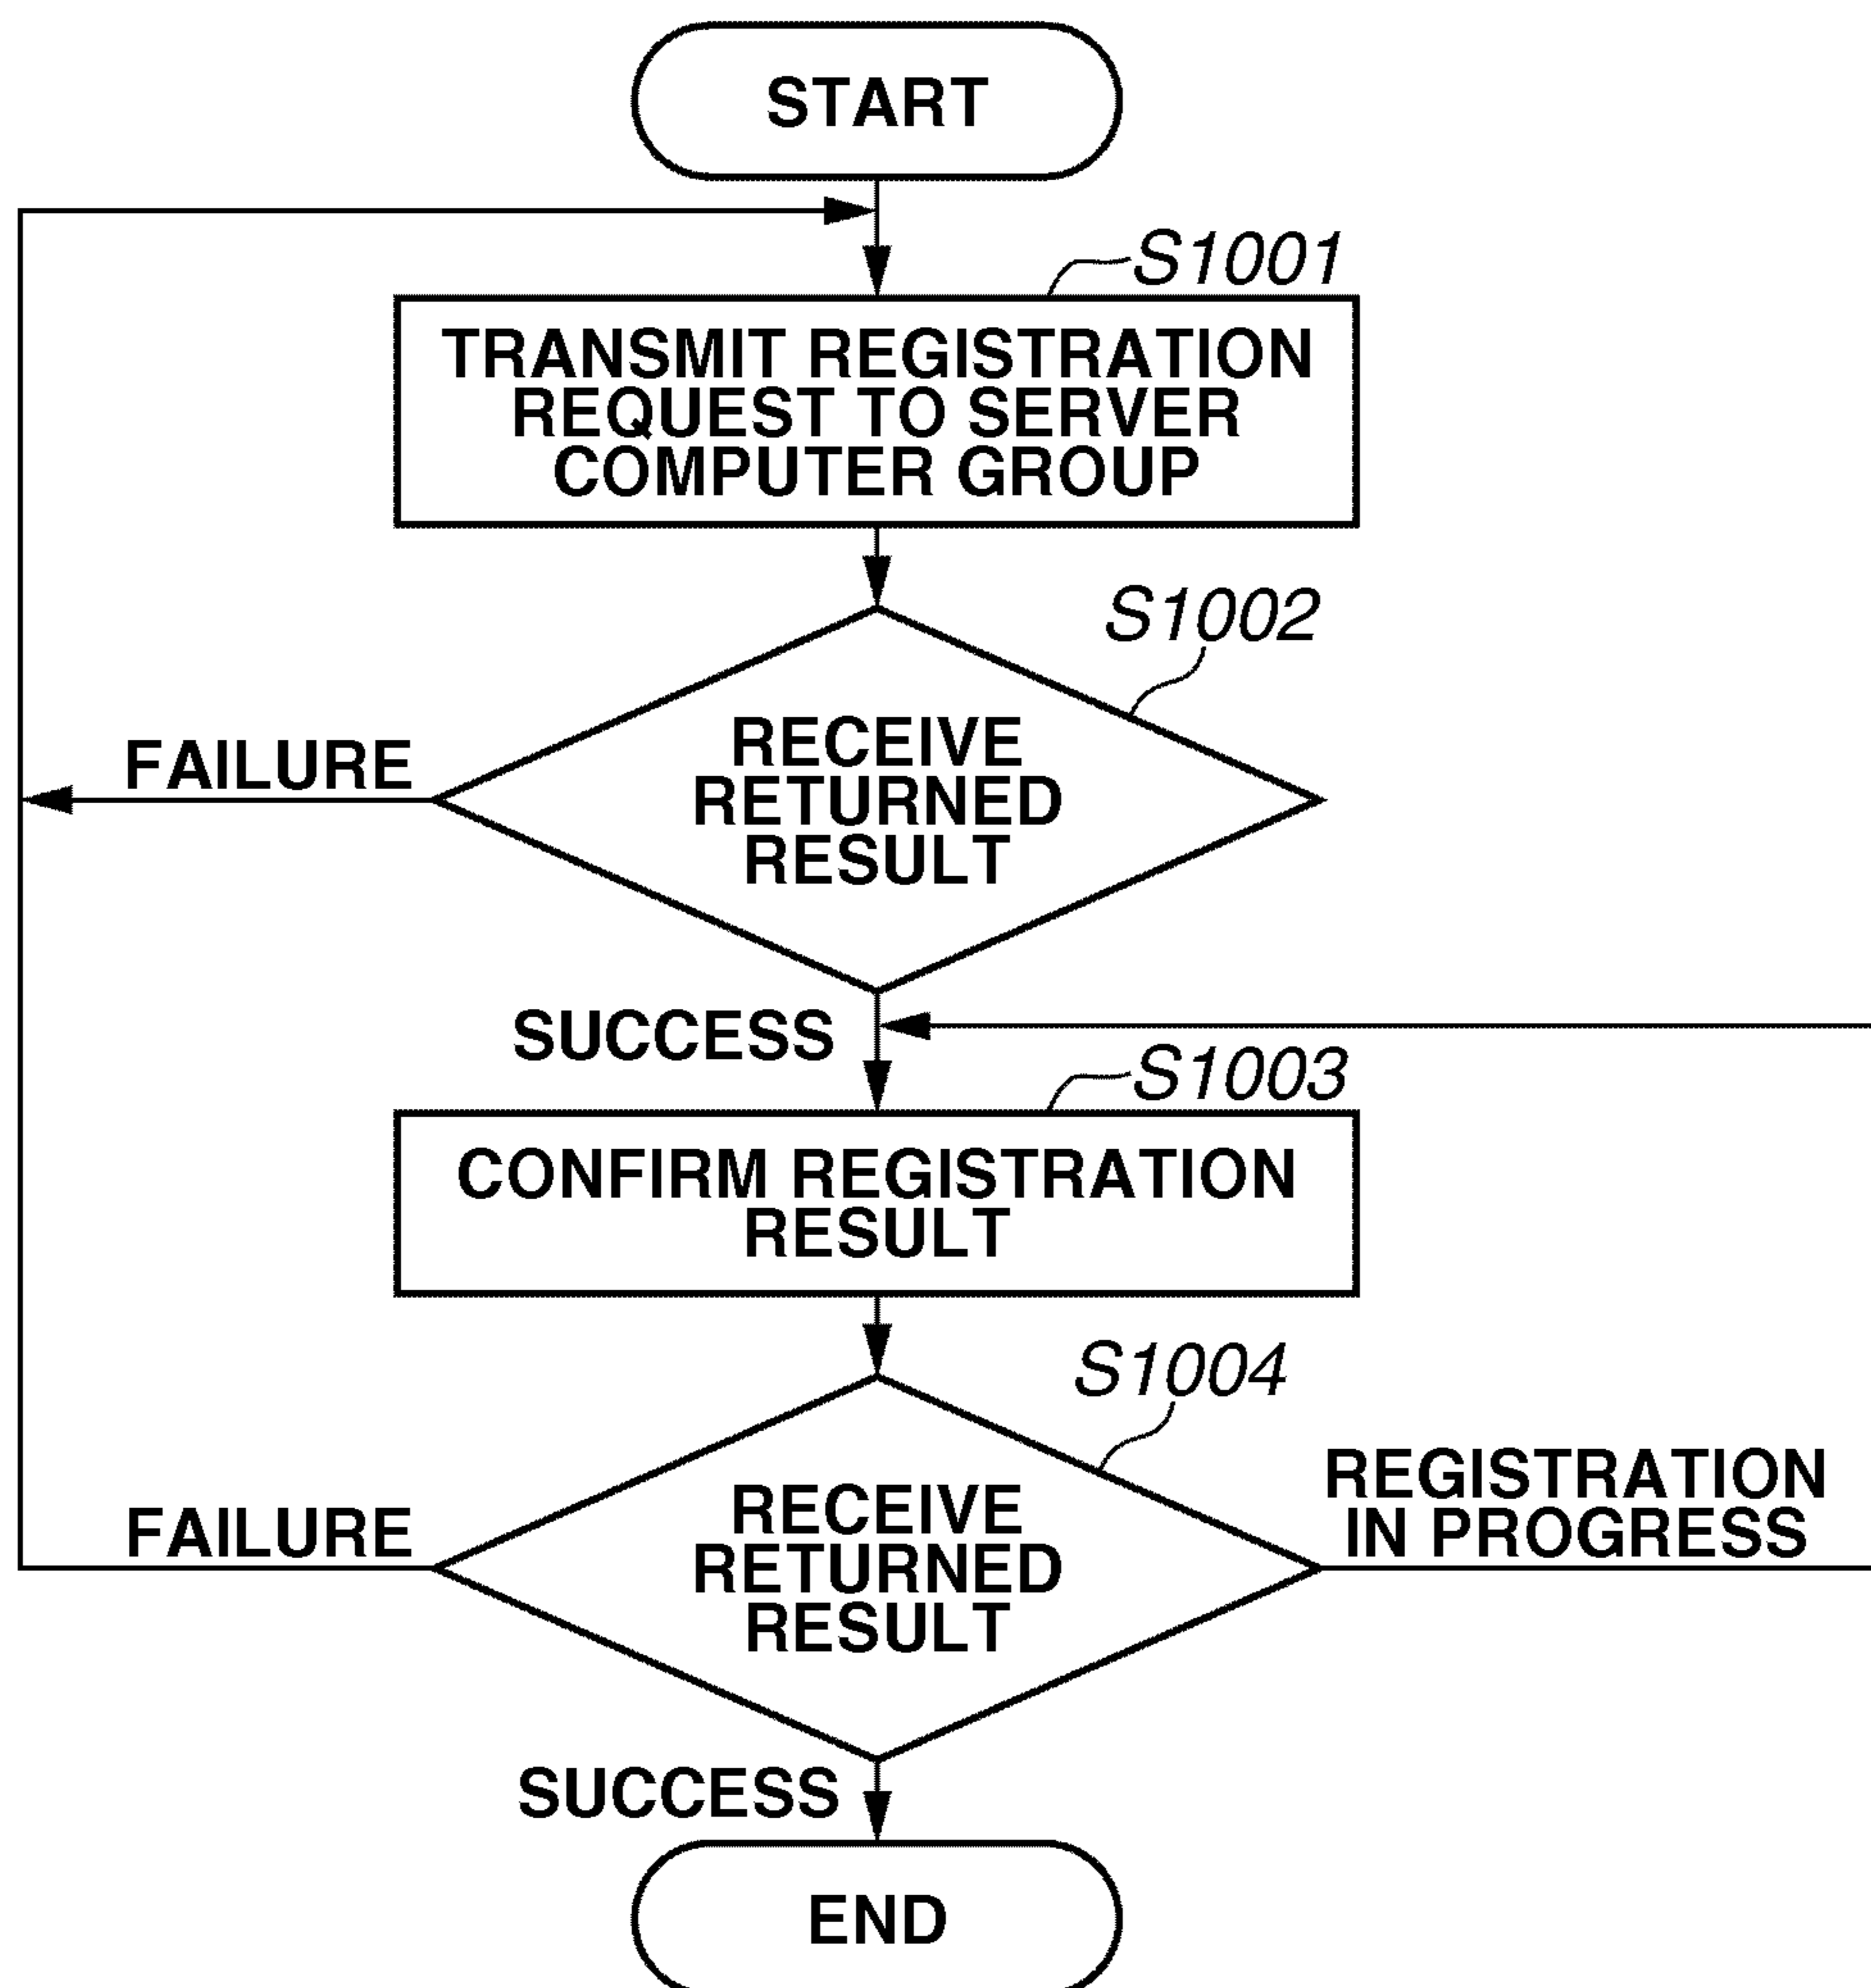 START
S1001
TRANSMIT REGISTRATION
REQUEST TO SERVER
COMPUTER GROUP
S1002
RECEIVE
RETURNED
RESULT
FAILURE
SUCCESS
S1003
CONFIRM REGISTRATION
RESULT
S1004
RECEIVE
RETURNED
RESULT
FAILURE
REGISTRATION
IN PROGRESS
SUCCESS
END